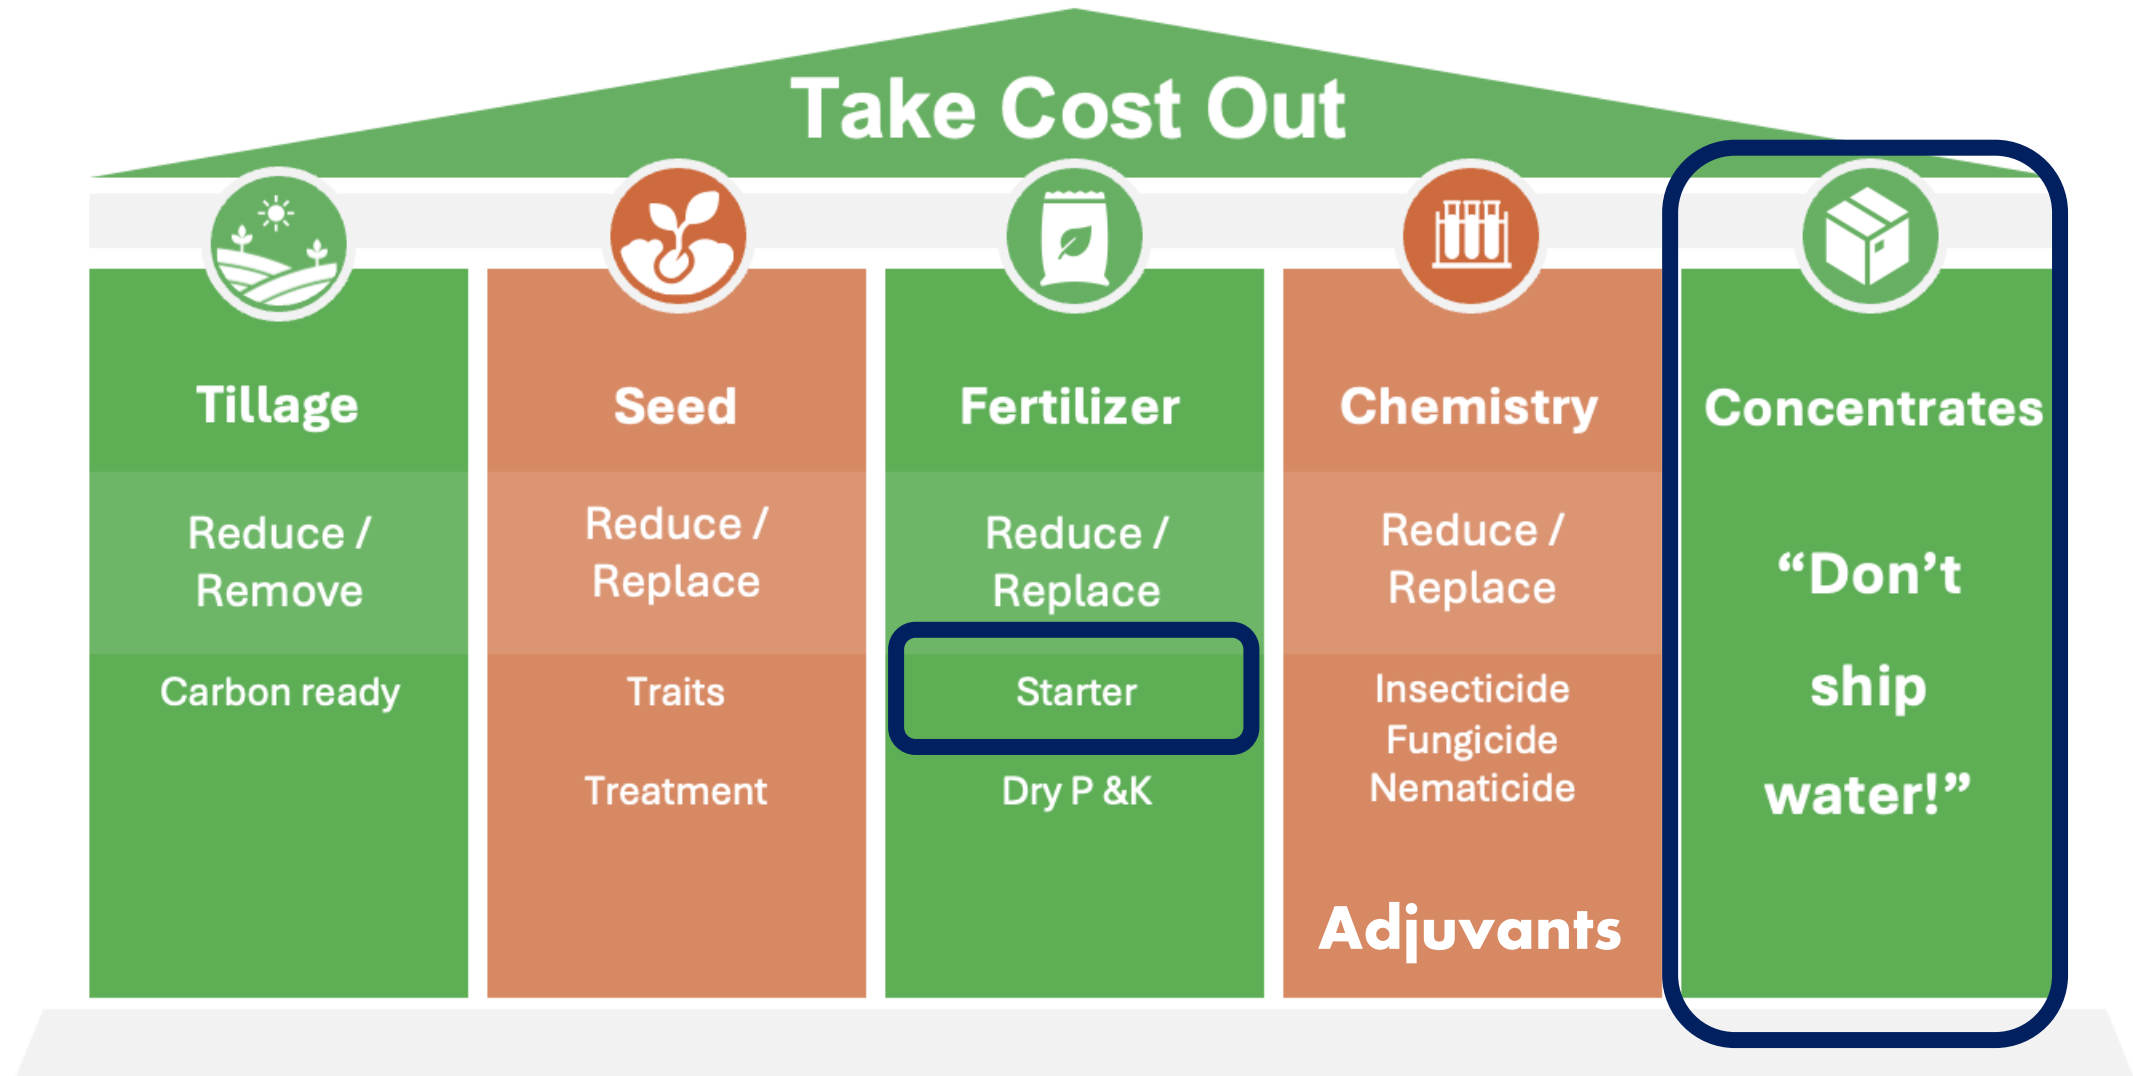 Take Cost Out
Tillage
Reduce /
Remove
Carbon ready
Seed
Reduce /
Replace
Traits
Treatment
Fertilizer
Reduce /
Replace
Starter
Dry P &K
Chemistry
Reduce /
Replace
Insecticide
Fungicide
Nematicide
Adjuvants
Concentrates
“Don’t
ship
water!”